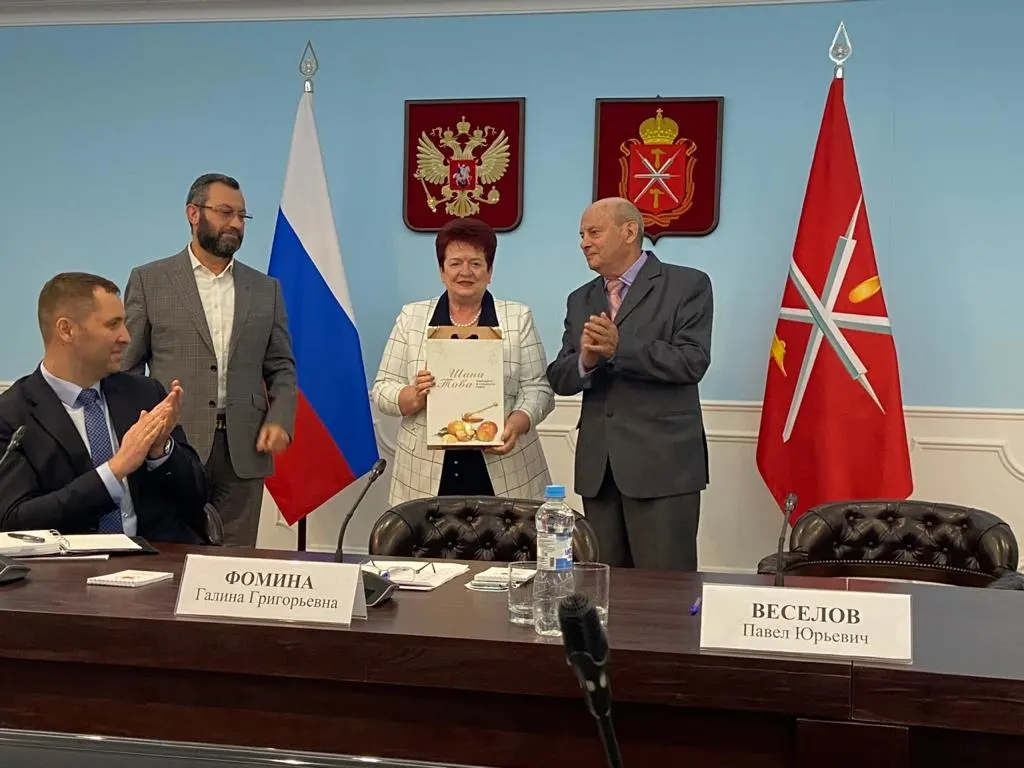 Шана
Това
ФОМИНА
Галина Григорьевна
ВЕСЕЛОВ
Павел Юрьевич